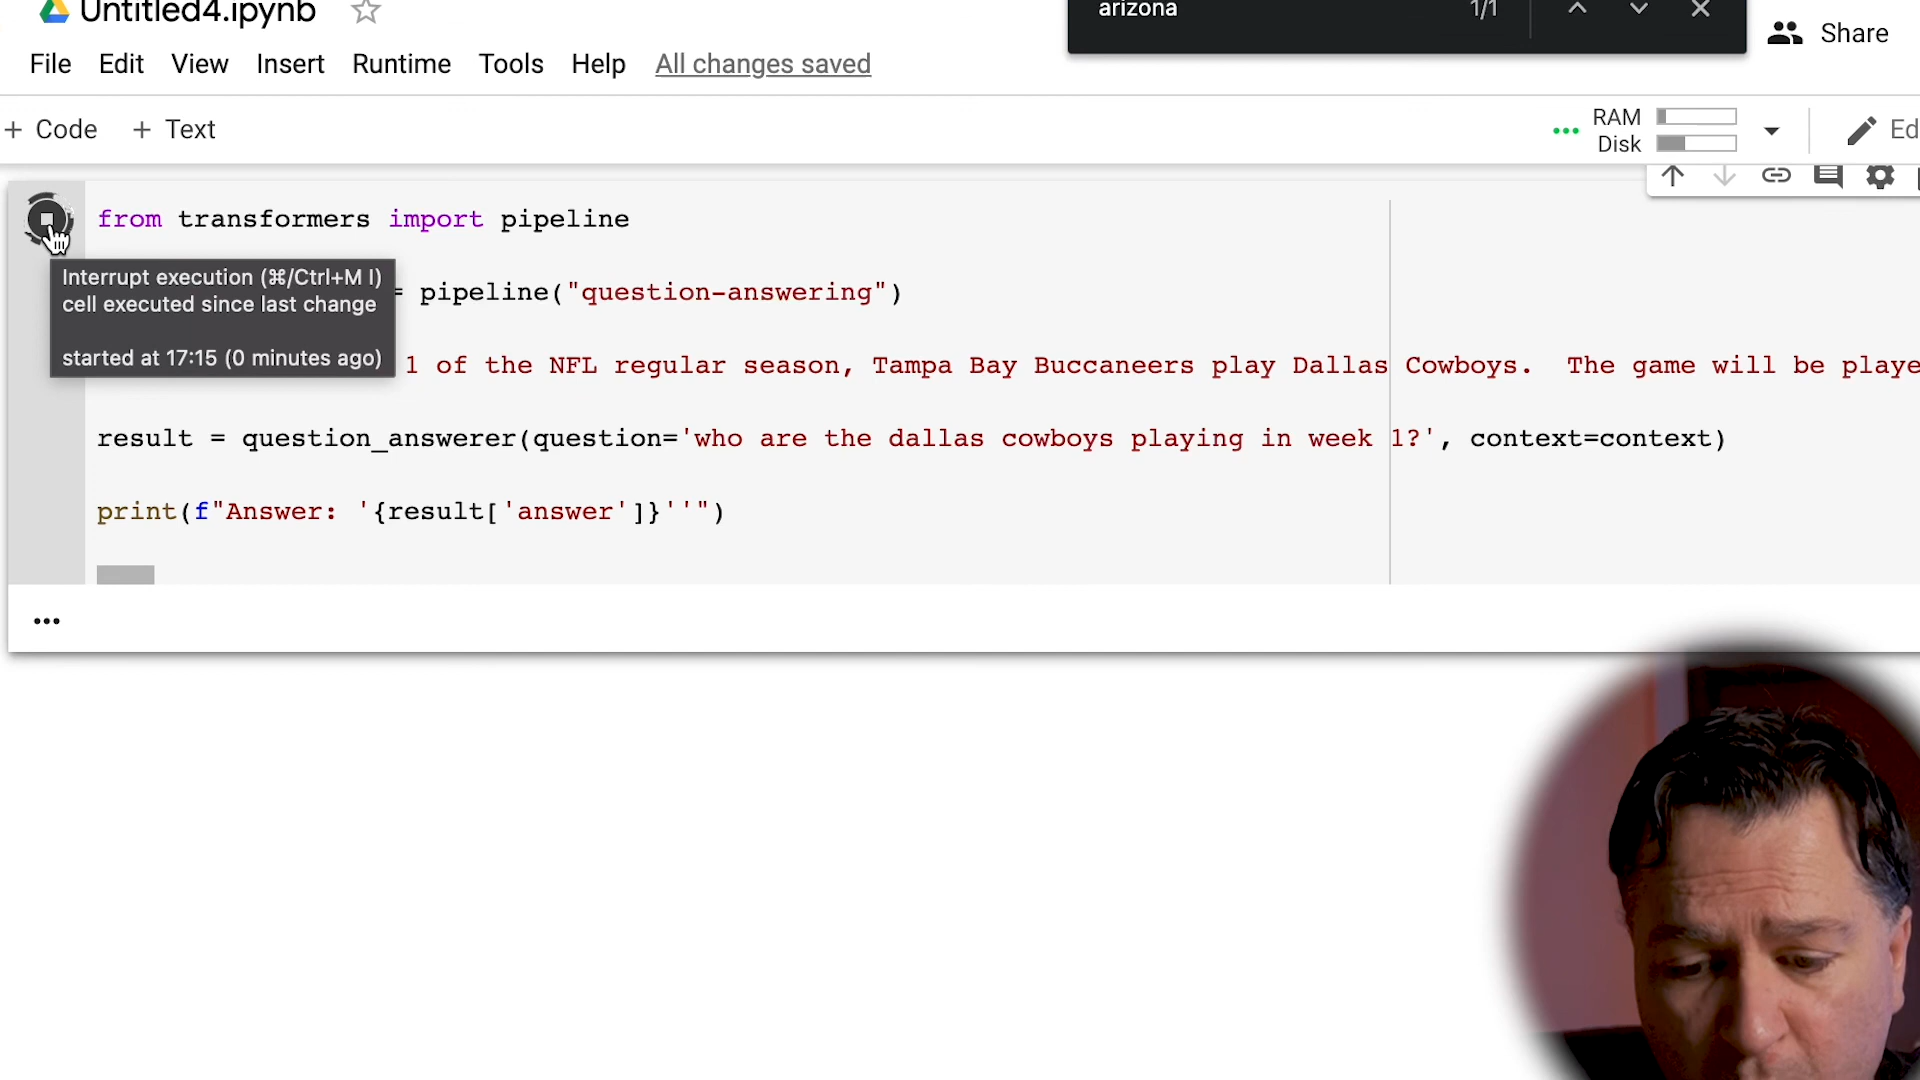 Untitled4.ipynb
arizona 1/1
Share
File Edit View Insert Runtime Tools Help All changes saved
+ Code + Text
RAM
Disk
Ed
from transformers import pipeline
Interrupt execution (⌘/Ctrl+M I)
cell executed since last change
started at 17:15 (0 minutes ago)
= pipeline("question-answering")
1 of the NFL regular season, Tampa Bay Buccaneers play Dallas Cowboys. The game will be playe
result = question_answerer(question='who are the dallas cowboys playing in week 1?', context=context)
print(f"Answer: '{result['answer']}''")